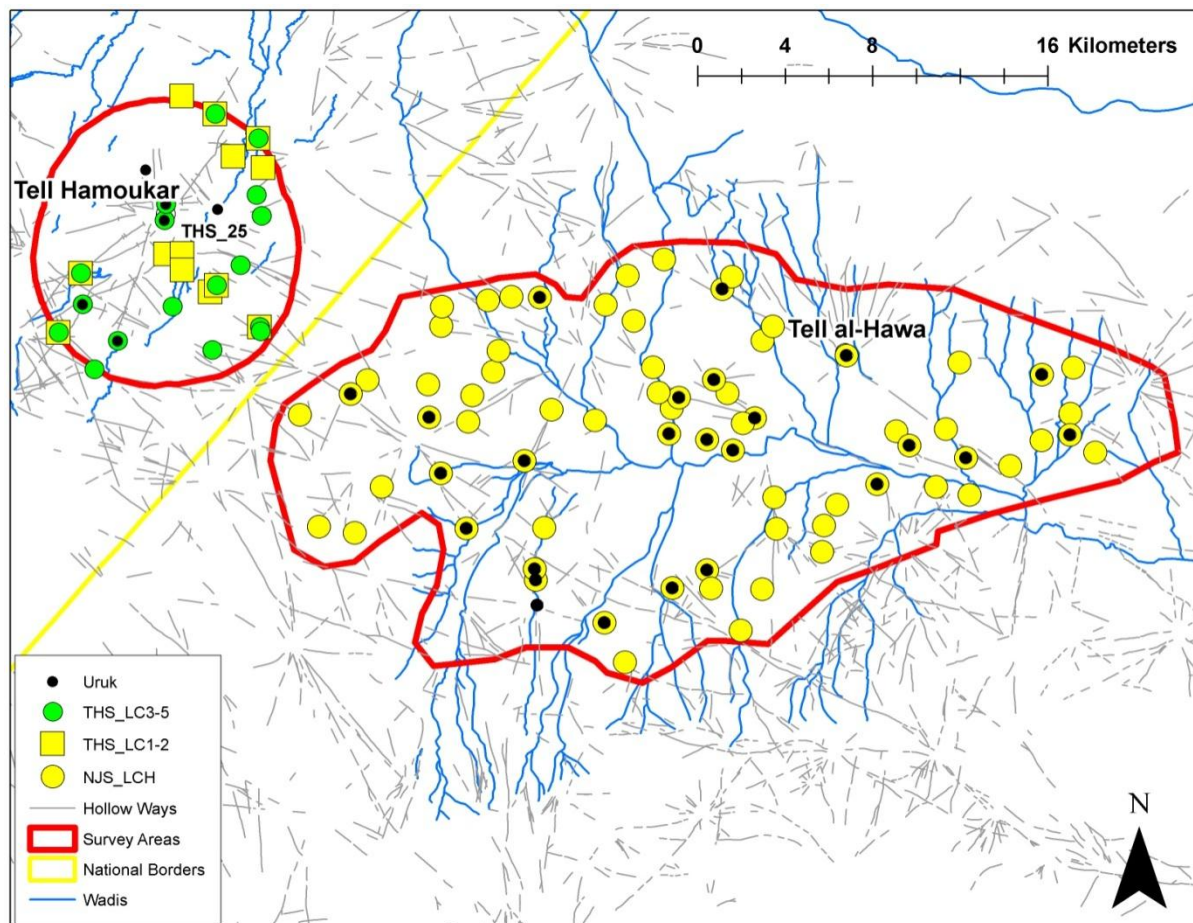 0 4 8 16 Kilometers
Tell Hamoukar
THS_25
Tell al-Hawa
Uruk
THS_LC3-5
THS_LC1-2
NJS_LCH
Hollow Ways
Survey Areas
National Borders
Wadis
N